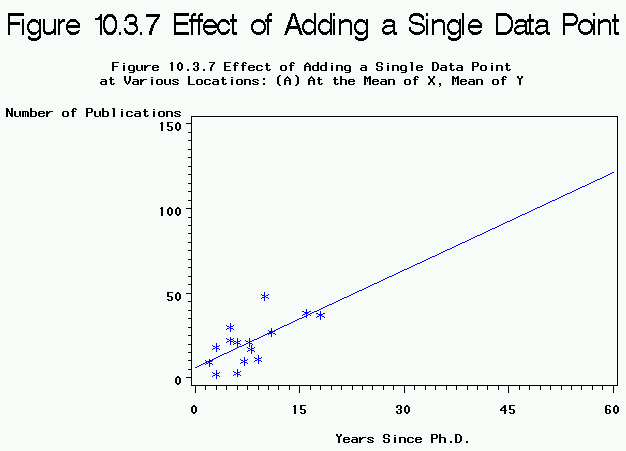 Figure 10.3.7 Effect of Adding a Single Data Point
Figure 10.3.7 Effect of Adding a Single Data Point
at Various Locations: (A) At the Mean of X, Mean of Y
Number of Publications
150
100
50
0
0 15 30 45 60
Years Since Ph.D.